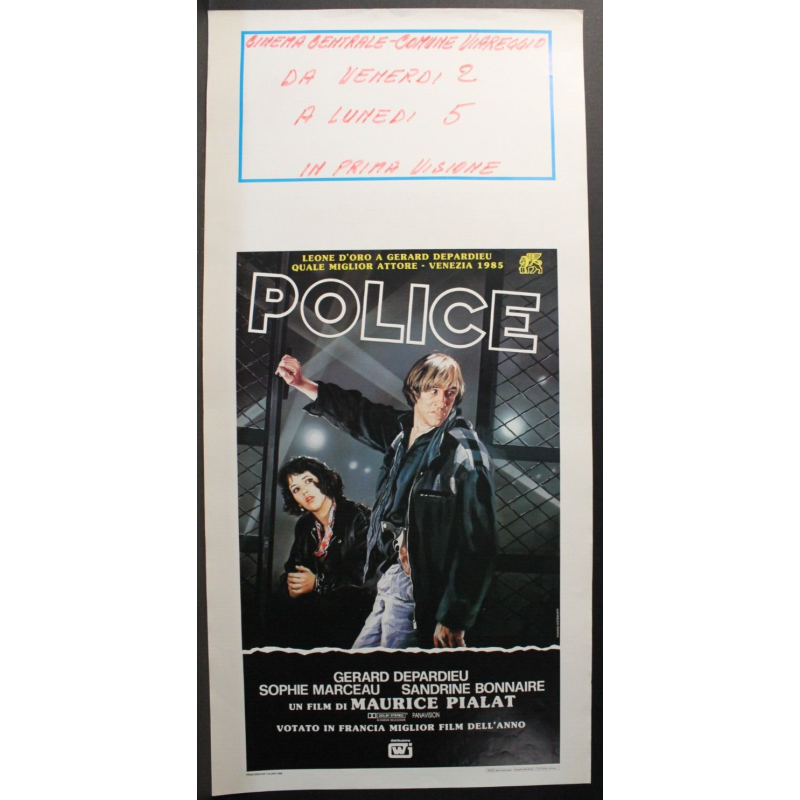 CINEMA CENTRALE - COMUNE VIAREGGIO
DA VENERDI 2
A LUNEDI 5
IN PRIMA VISIONE
LEONE D'ORO A GERARD DEPARDIEU
QUALE MIGLIOR ATTORE - VENEZIA 1985
POLICE
GERARD DEPARDIEU
SOPHIE MARCEAU SANDRINE BONNAIRE
UN FILM DI MAURICE PIALAT
DOLBY STEREO PANAVISION
VOTATO IN FRANCIA MIGLIOR FILM DELL'ANNO